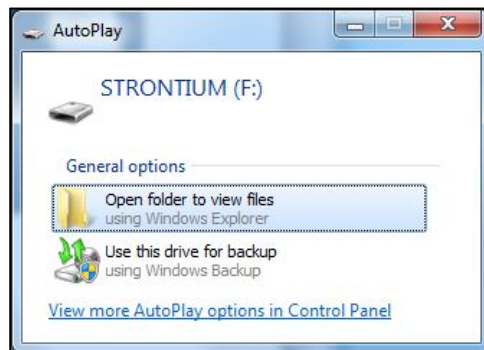 AutoPlay
STRONTIUM (F:)
General options
Open folder to view files
using Windows Explorer
Use this drive for backup
using Windows Backup
View more AutoPlay options in Control Panel